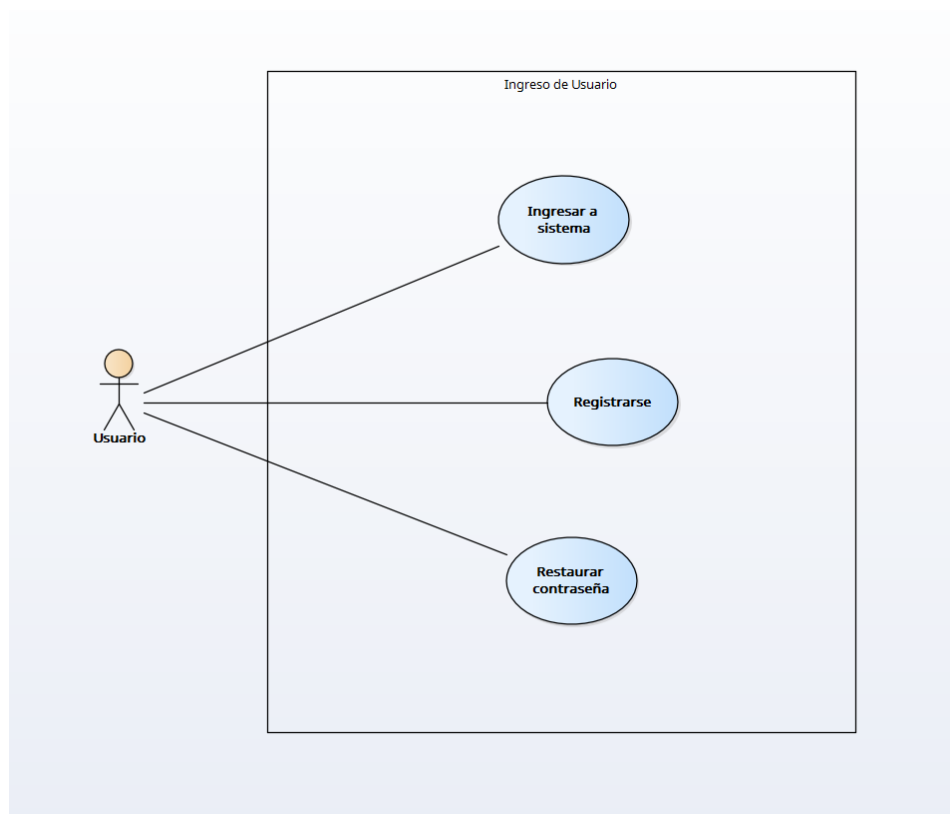 Ingreso de Usuario
Ingresar a
sistema
Registrarse
Usuario
Restaurar
contraseña